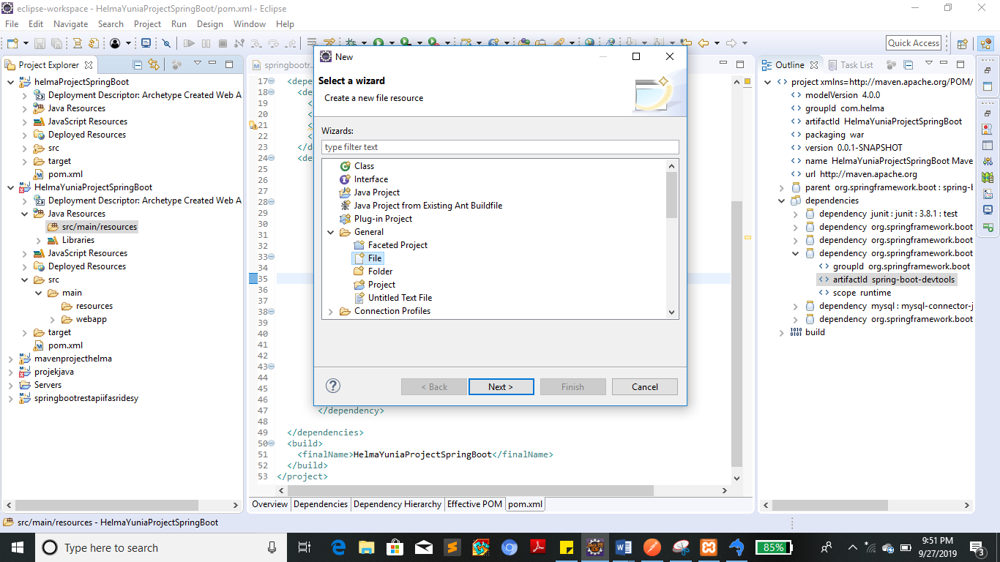 eclipse-workspace - HelmaYuniaProjectSpringBoot/pom.xml - Eclipse
File Edit Navigate Search Project Run Design Window Help
Quick Access
Project Explorer
helmaProjectSpringBoot
Deployment Descriptor: Archetype Created Web A
Java Resources
JavaScript Resources
Deployed Resources
src
target
pom.xml
HelmaYuniaProjectSpringBoot
Deployment Descriptor: Archetype Created Web A
Java Resources
src/main/resources
Libraries
JavaScript Resources
Deployed Resources
src
main
resources
webapp
target
pom.xml
mavenprojecthelma
projekjava
Servers
springbootrestapiifasridesy
springbootr
17 <depe
18 <de
19 <
20 <
21 <
22 <
23 </d
24 <de
25
26
27
28
29
30
31
32
33
34
35
36
37
38
39
40
41
42
43
44
45
46
47 </dependency>
48
49 </dependencies>
50 <build>
51 <finalName>HelmaYuniaProjectSpringBoot</finalName>
52 </build>
53 </project>
Overview Dependencies Dependency Hierarchy Effective POM pom.xml
New
Select a wizard
Create a new file resource
Wizards:
type filter text
Class
Interface
Java Project
Java Project from Existing Ant Buildfile
Plug-in Project
General
Faceted Project
File
Folder
Project
Untitled Text File
Connection Profiles
? < Back Next > Finish Cancel
Outline Task List
project xmlns=http://maven.apache.org/POM/
modelVersion 4.0.0
groupId com.helma
artifactId HelmaYuniaProjectSpringBoot
packaging war
version 0.0.1-SNAPSHOT
name HelmaYuniaProjectSpringBoot Mave
url http://maven.apache.org
parent org.springframework.boot : spring-b
dependencies
dependency junit : junit : 3.8.1 : test
dependency org.springframework.boot
dependency org.springframework.boot
dependency org.springframework.boot
groupId org.springframework.boot
artifactId spring-boot-devtools
scope runtime
dependency mysql : mysql-connector-j
dependency org.springframework.boot
build
src/main/resources - HelmaYuniaProjectSpringBoot
Type here to search
85%
9:51 PM
9/27/2019
3